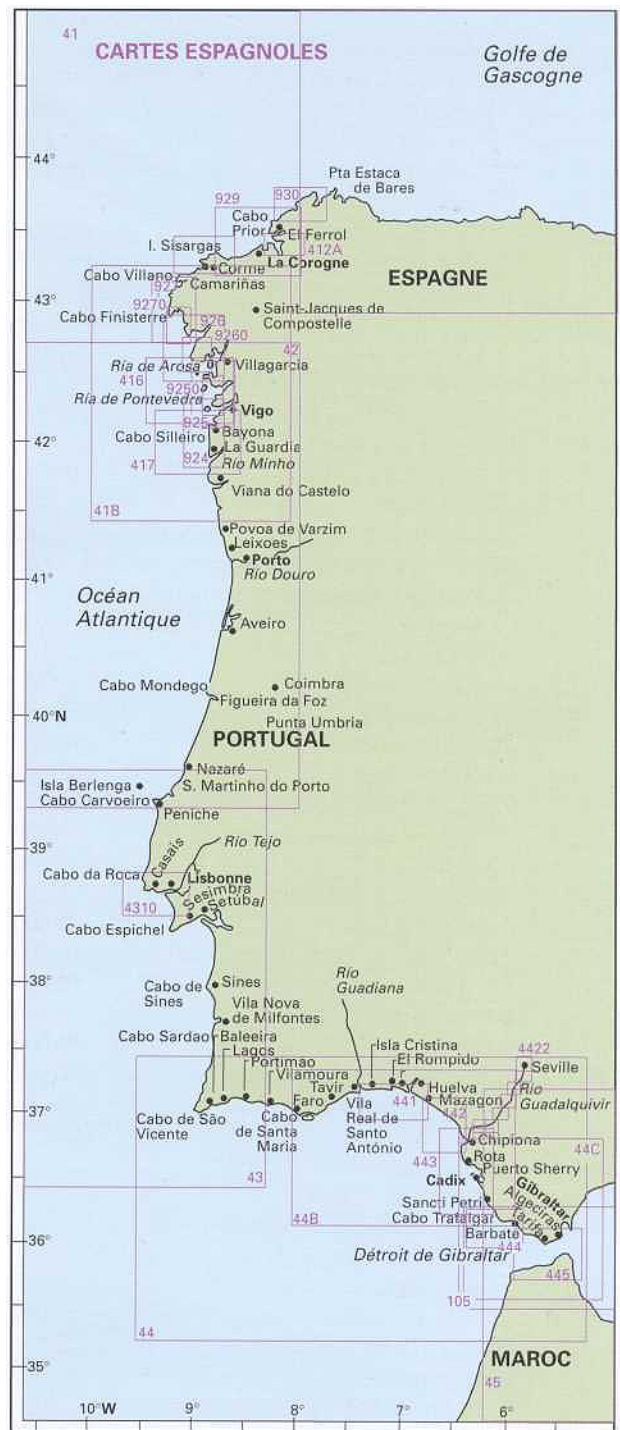 41
CARTES ESPAGNOLES
Golfe de
Gascogne
44°
Pta Estaca
de Bares
929
930
Cabo
Prior
El Ferrol
412A
I. Sisargas
La Corogne
Cabo Villano
Corme
ESPAGNE
927
Camariñas
43°
9270
Saint-Jacques de
Compostelle
Cabo Finisterre
926
9260
42
Ría de Arosa
Villagarcia
416
9250
Ría de Pontevedra
Vigo
925
Cabo Silleiro
Bayona
42°
La Guardia
924
417
Río Minho
Viana do Castelo
41B
Povoa de Varzim
Leixoes
Porto
41°
Río Douro
Océan
Atlantique
Aveiro
Cabo Mondego
Coimbra
Figueira da Foz
40°N
Punta Umbria
PORTUGAL
Nazaré
Isla Berlenga
S. Martinho do Porto
Cabo Carvoeiro
Peniche
39°
Casais
Río Tejo
Cabo da Roca
Lisbonne
Sesimbra
4310
Setúbal
Cabo Espichel
38°
Cabo de
Sines
Sines
Río
Guadiana
Vila Nova
de Milfontes
Cabo Sardao
Baleeira
Lagos
Isla Cristina
4422
Portimao
El Rompido
Seville
Vilamoura
Tavir
Huelva
Río
Guadalquivir
Faro
441
Mazagon
37°
442
Cabo de São
Vicente
Cabo
de Santa
Maria
Vila
Real de
Santo
António
Chipiona
443
44C
Rota
Puerto Sherry
43
Cadix
Gibraltar
Algeciras
Sancti Petri
Tarifa
44B
Cabo Trafalgar
Barbate
36°
444
Détroit de Gibraltar
445
105
44
MAROC
35°
45
10°W
9°
8°
7°
6°